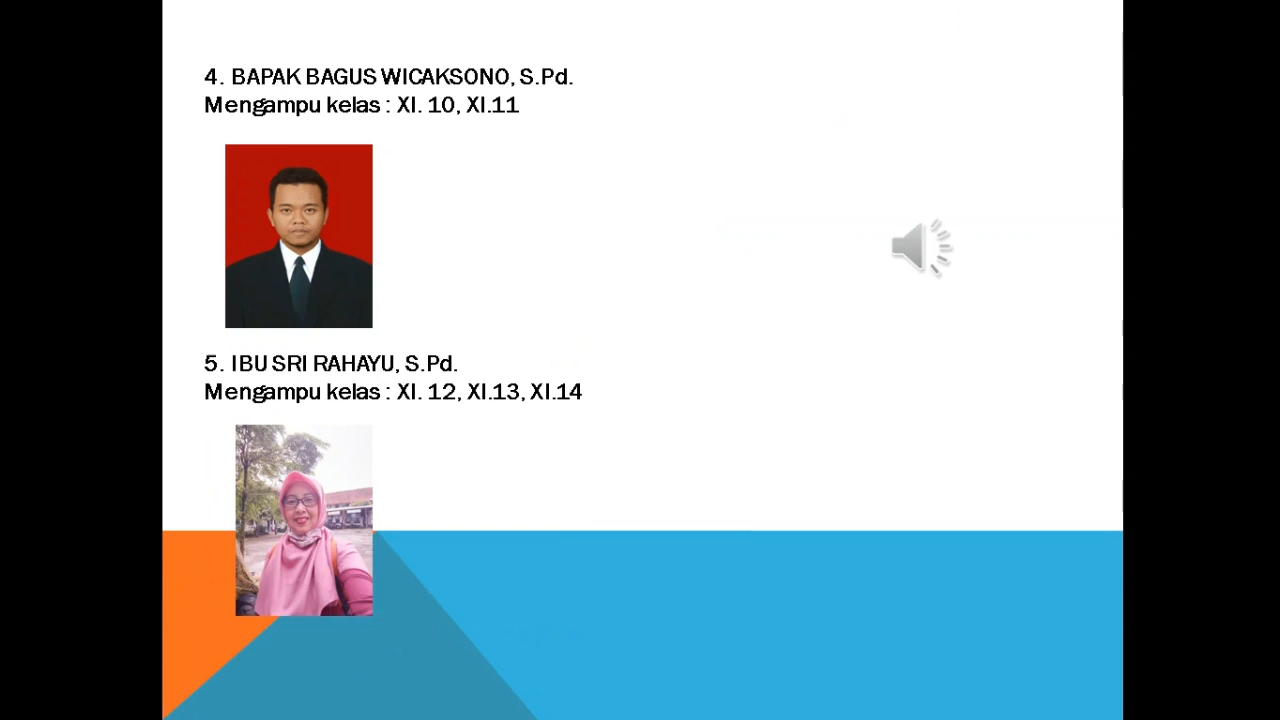 4. BAPAK BAGUS WICAKSONO, S.Pd.
Mengampu kelas : XI. 10, XI.11
5. IBU SRI RAHAYU, S.Pd.
Mengampu kelas : XI. 12, XI.13, XI.14